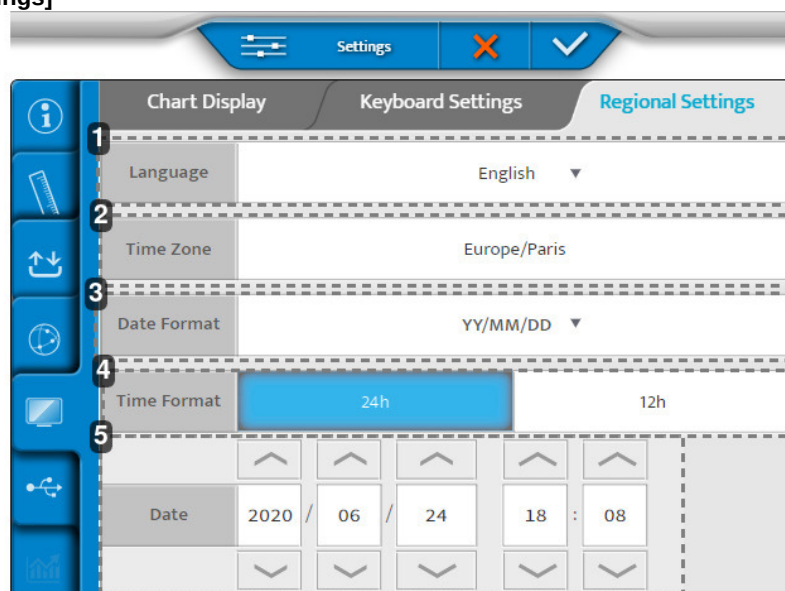 ngs]
Settings
Chart Display Keyboard Settings Regional Settings
1
Language English
2
Time Zone Europe/Paris
3
Date Format YY/MM/DD
4
Time Format 24h 12h
5
Date 2020 / 06 / 24 18 : 08